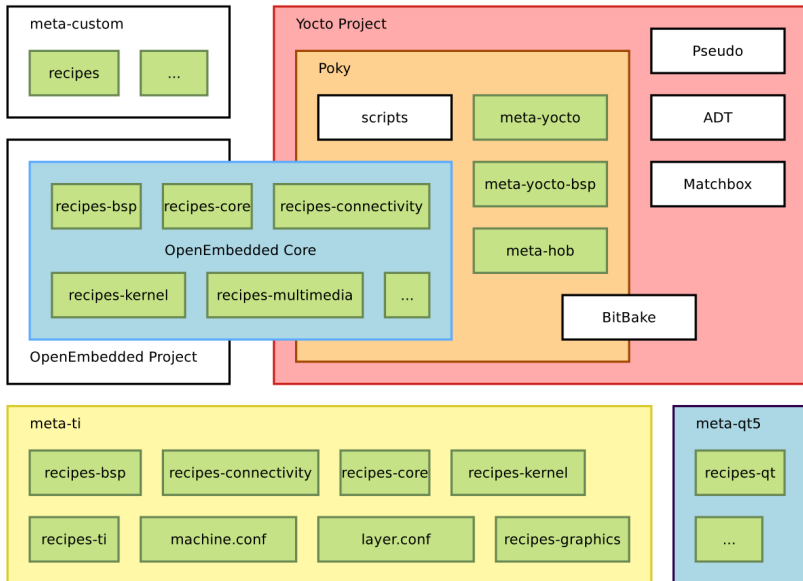 meta-custom
recipes
...
Yocto Project
Poky
scripts
meta-yocto
meta-yocto-bsp
meta-hob
Pseudo
ADT
Matchbox
BitBake
recipes-bsp
recipes-core
recipes-connectivity
OpenEmbedded Core
recipes-kernel
recipes-multimedia
...
OpenEmbedded Project
meta-ti
recipes-bsp
recipes-connectivity
recipes-core
recipes-kernel
recipes-ti
machine.conf
layer.conf
recipes-graphics
meta-qt5
recipes-qt
...